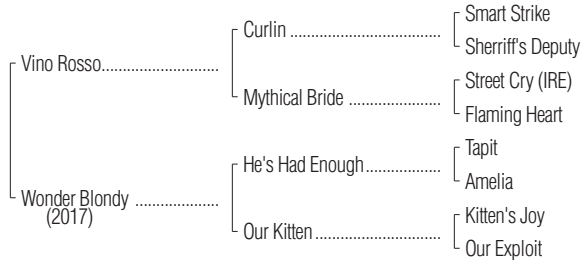 Smart Strike
Curlin
Sherriff's Deputy
Vino Rosso
Street Cry (IRE)
Mythical Bride
Flaming Heart
Tapit
He's Had Enough
Amelia
Wonder Blondy
(2017)
Kitten's Joy
Our Kitten
Our Exploit